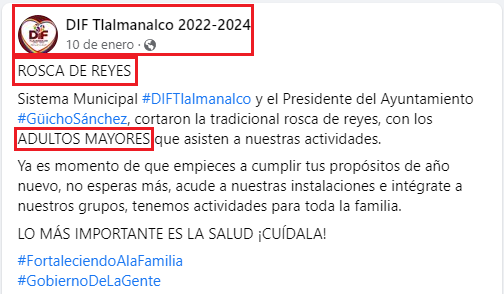 DIF Tlalmanalco 2022-2024
10 de enero ·
ROSCA DE REYES
Sistema Municipal #DIFTlalmanalco y el Presidente del Ayuntamiento
#GüichoSánchez, cortaron la tradicional rosca de reyes, con los
ADULTOS MAYORES que asisten a nuestras actividades.
Ya es momento de que empieces a cumplir tus propósitos de año
nuevo, no esperas más, acude a nuestras instalaciones e intégrate a
nuestros grupos, tenemos actividades para toda la familia.
LO MÁS IMPORTANTE ES LA SALUD ¡CUÍDALA!
#FortaleciendoAlaFamilia
#GobiernoDeLaGente